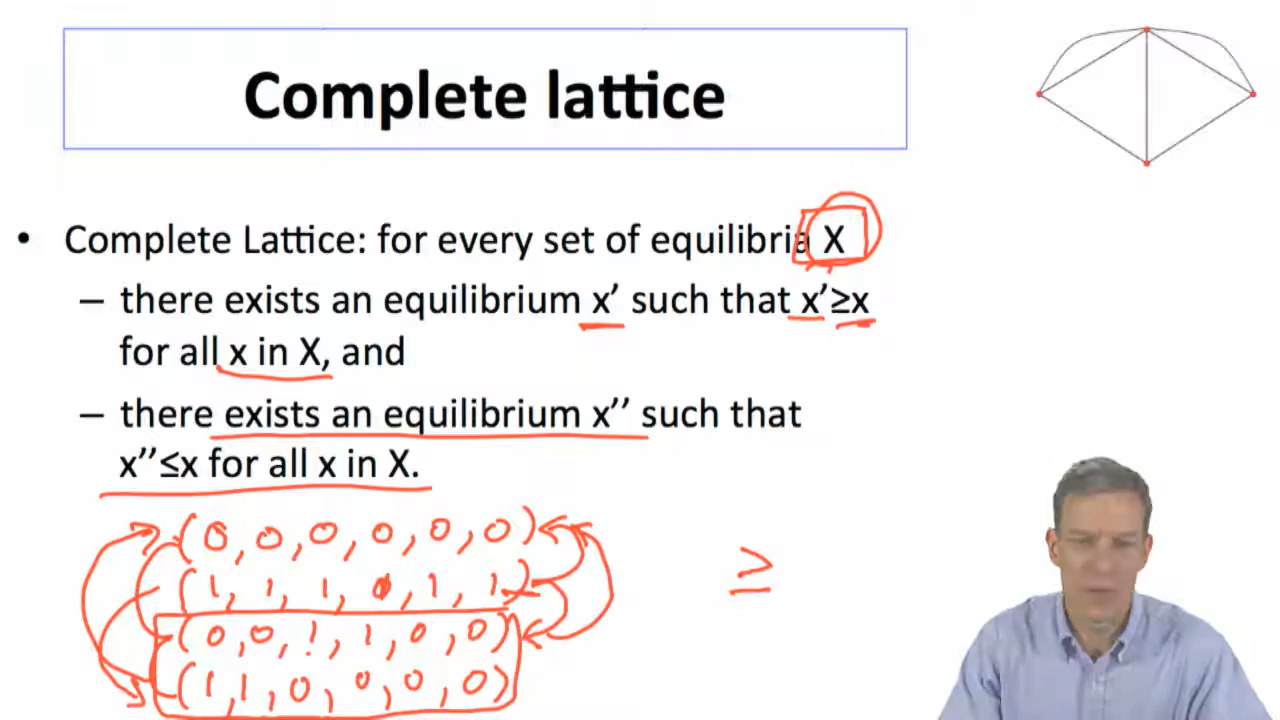 Complete lattice
• Complete Lattice: for every set of equilibria X
– there exists an equilibrium x’ such that x’≥x
for all x in X, and
– there exists an equilibrium x’’ such that
x’’≤x for all x in X.
(0, 0, 0, 0, 0, 0)
(1, 1, 1, 0, 1, 1)
≥
(0, 0, 1, 1, 0, 0)
(1, 1, 0, 0, 0, 0)